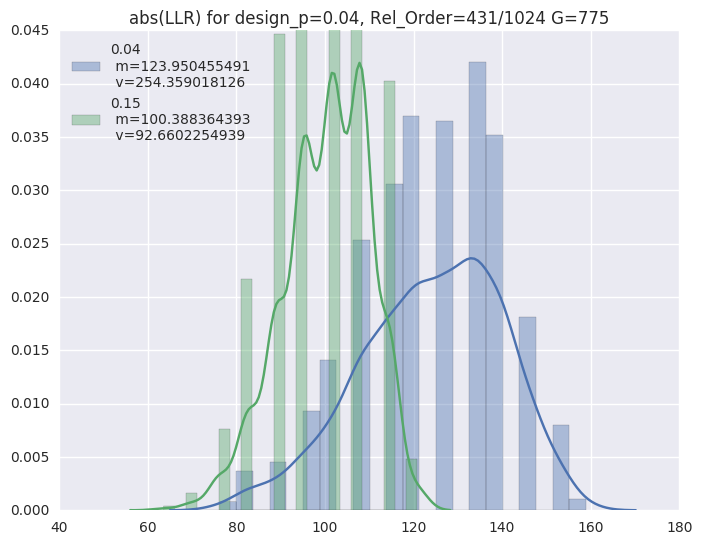 abs(LLR) for design_p=0.04, Rel_Order=431/1024 G=775
0.045
0.040
0.035
0.030
0.025
0.020
0.015
0.010
0.005
0.000
0.04
m=123.950455491
v=254.359018126
0.15
m=100.388364393
v=92.6602254939
40 60 80 100 120 140 160 180